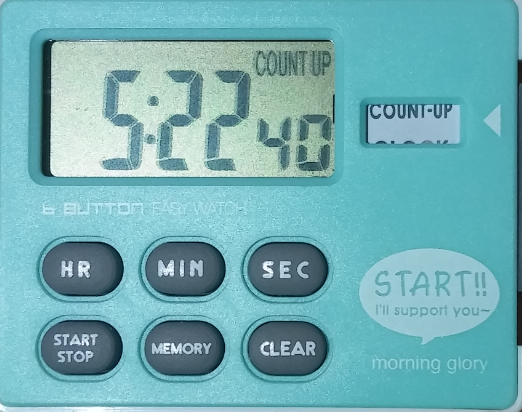 COUNT UP
5:22 40
COUNT-UP
CLOCK
6 BUTTON EASY WATCH
HR
MIN
SEC
START
STOP
MEMORY
CLEAR
START!!
I'll support you~
morning glory